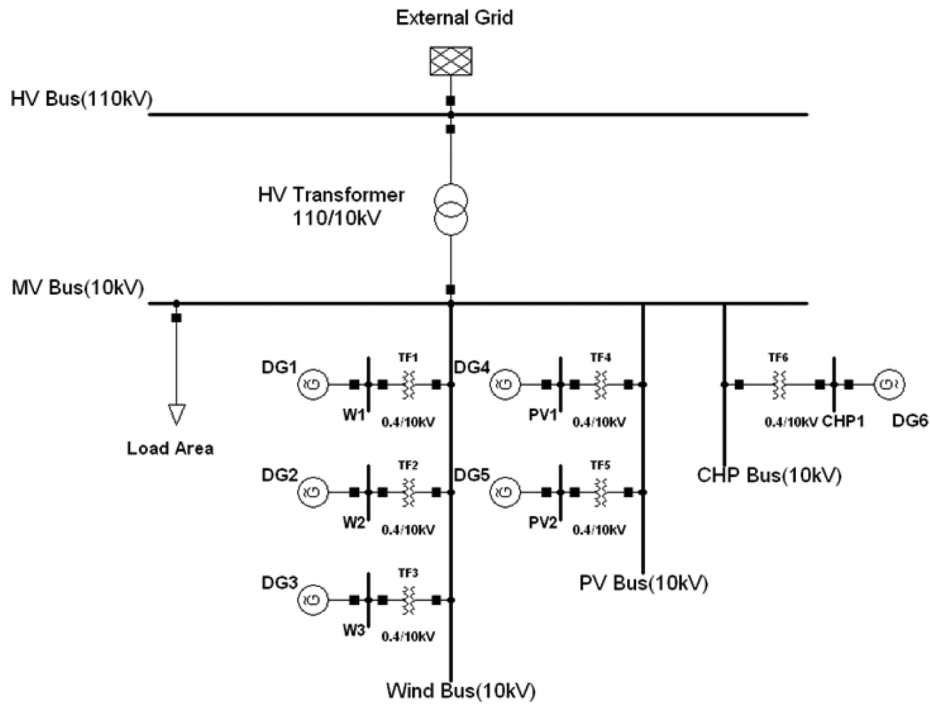 External Grid
HV Bus(110kV)
HV Transformer
110/10kV
MV Bus(10kV)
DG1
TF1
DG4
TF4
TF6
W1
0.4/10kV
PV1
0.4/10kV
0.4/10kV
CHP1
DG6
Load Area
DG2
TF2
DG5
TF5
CHP Bus(10kV)
W2
0.4/10kV
PV2
0.4/10kV
DG3
TF3
PV Bus(10kV)
W3
0.4/10kV
Wind Bus(10kV)
G
G
G
G
G
G